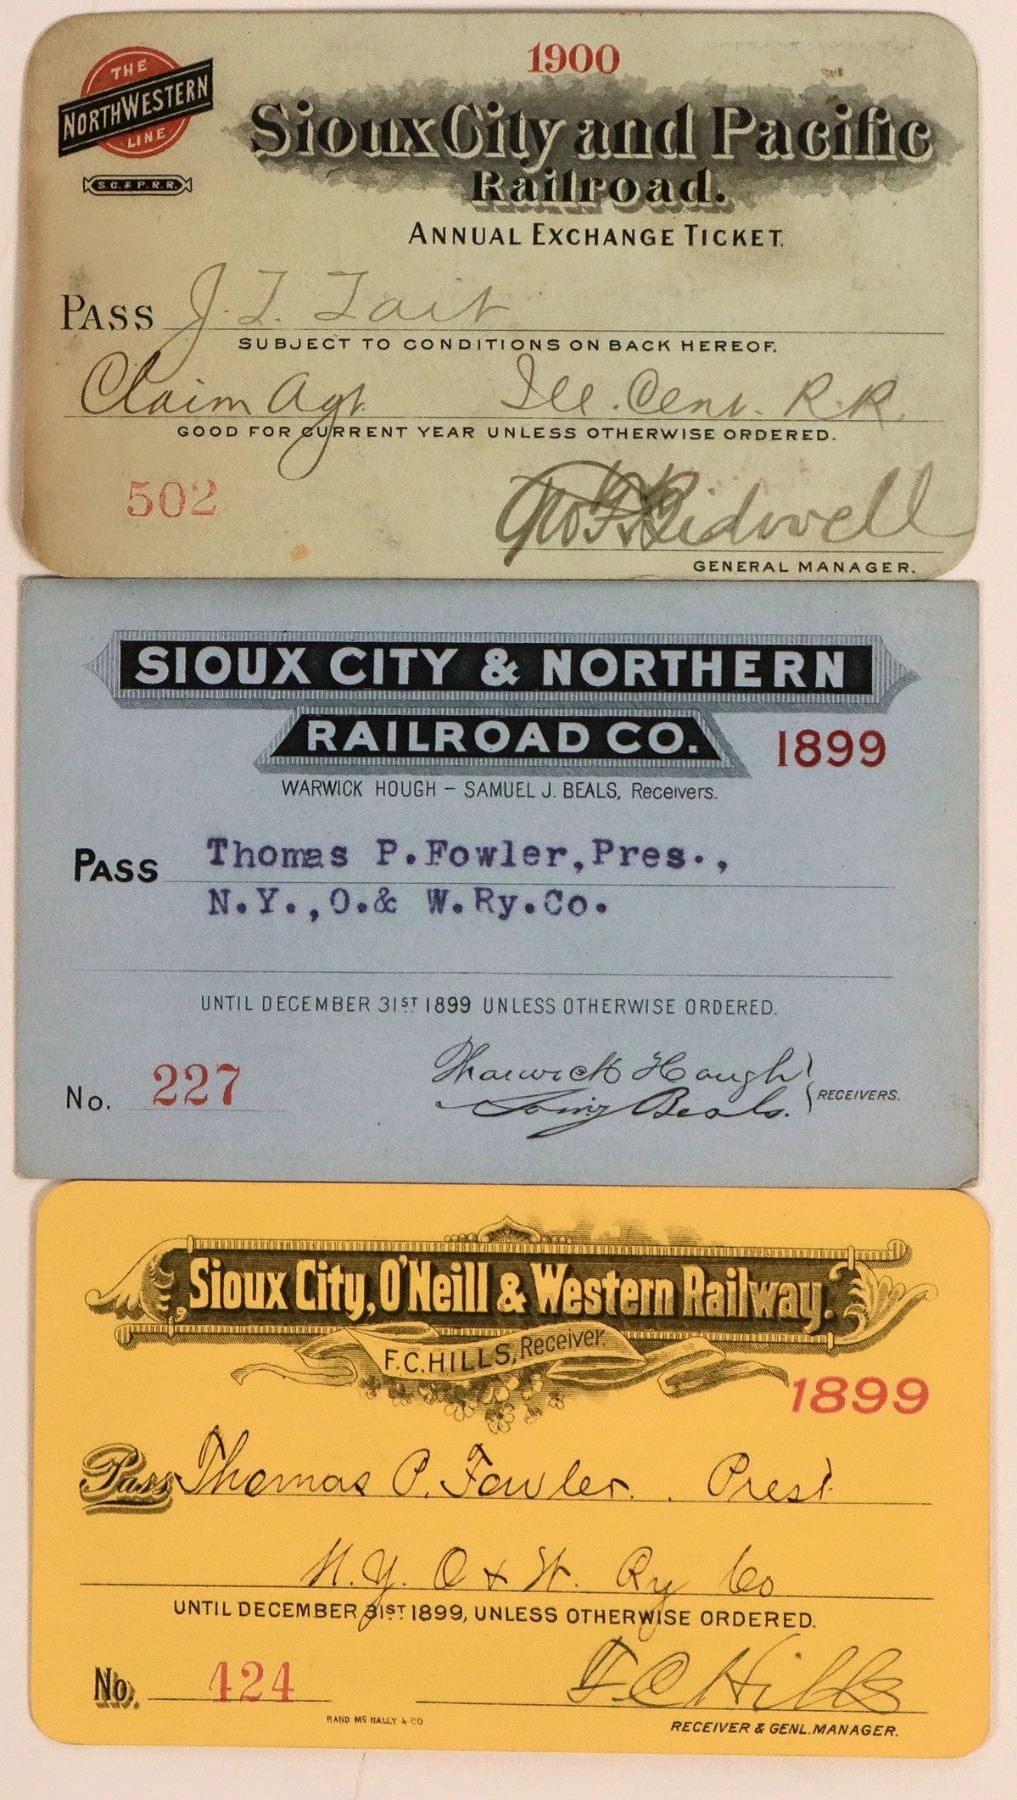 THE
NORTHWESTERN
LINE
S.C. & P.R.R.
1900
Sioux City and Pacific
Railroad.
ANNUAL EXCHANGE TICKET.
PASS J. T. Tait
SUBJECT TO CONDITIONS ON BACK HEREOF.
Claim Agt. Ill. Cent. R.R.
GOOD FOR CURRENT YEAR UNLESS OTHERWISE ORDERED.
502
Geo F. Bidwell
GENERAL MANAGER.
SIOUX CITY & NORTHERN
RAILROAD CO.
1899
WARWICK HOUGH - SAMUEL J. BEALS, Receivers.
PASS Thomas P. Fowler, Pres.,
N.Y., O.& W.Ry.Co.
UNTIL DECEMBER 31ST 1899 UNLESS OTHERWISE ORDERED.
No. 227
Warwick Hough
Beals.
RECEIVERS.
Sioux City, O'Neill & Western Railway.
F.C. HILLS, Receiver.
1899
Pass Thomas P. Fowler. Prest
N.Y. O & W. Ry Co
UNTIL DECEMBER 31ST 1899, UNLESS OTHERWISE ORDERED.
No. 424
F.C. Hills
RAND MCNALLY & CO
RECEIVER & GENL. MANAGER.